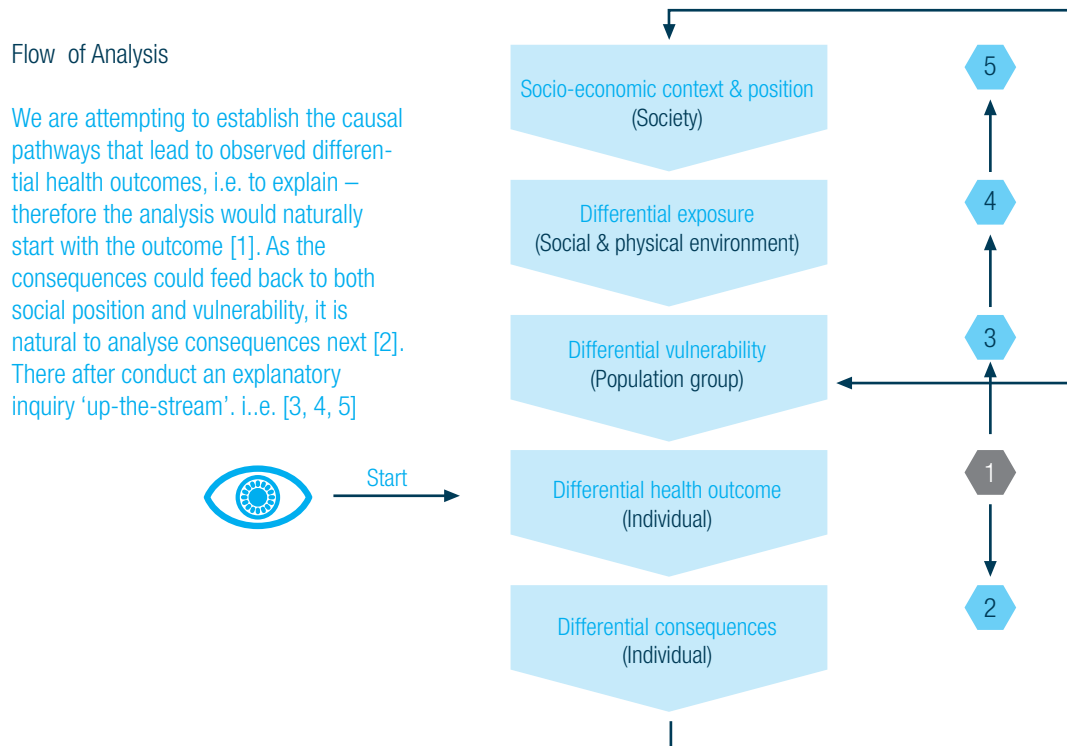 Flow of Analysis
We are attempting to establish the causal
pathways that lead to observed differen-
tial health outcomes, i.e. to explain –
therefore the analysis would naturally
start with the outcome [1]. As the
consequences could feed back to both
social position and vulnerability, it is
natural to analyse consequences next [2].
There after conduct an explanatory
inquiry ‘up-the-stream’. i..e. [3, 4, 5]
Start
Socio-economic context & position
(Society)
Differential exposure
(Social & physical environment)
Differential vulnerability
(Population group)
Differential health outcome
(Individual)
Differential consequences
(Individual)
5
4
3
1
2